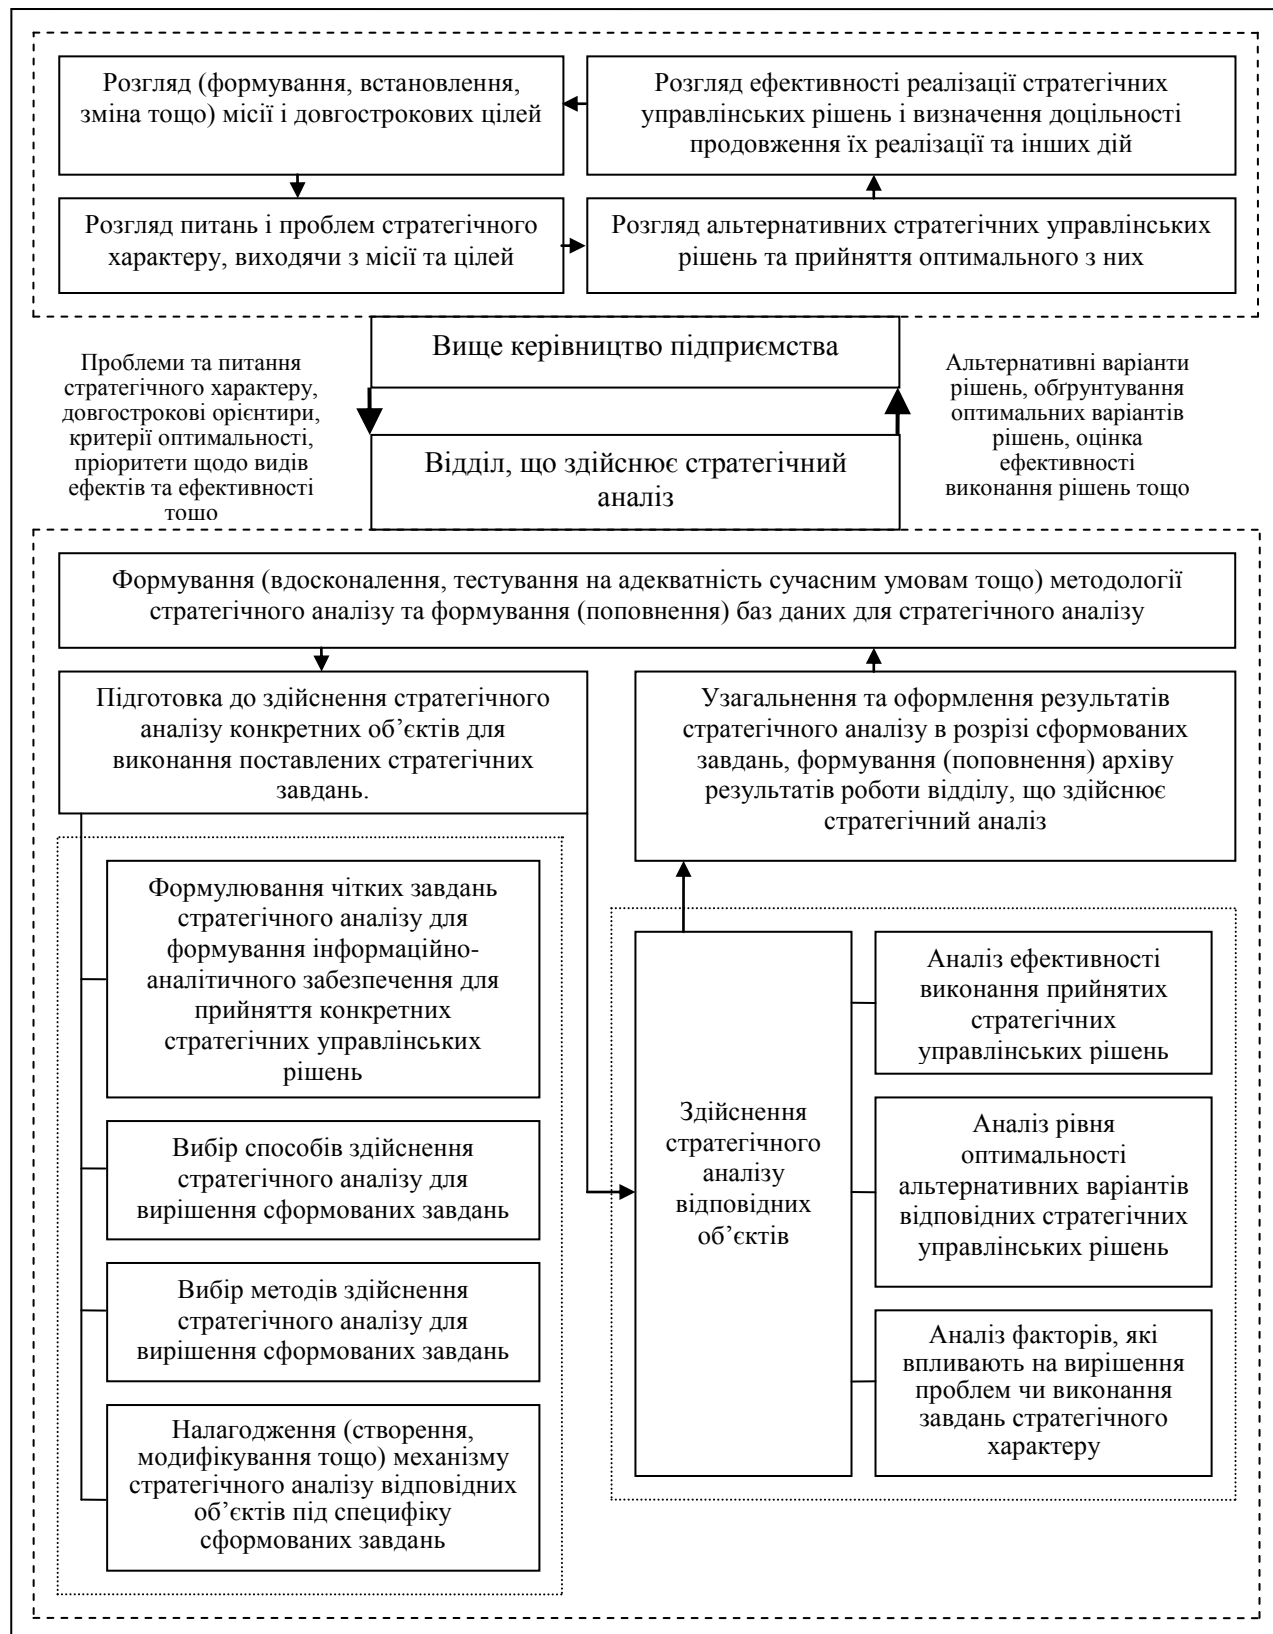 Розгляд (формування, встановлення,
зміна тощо) місії і довгострокових цілей
Розгляд ефективності реалізації стратегічних
управлінських рішень і визначення доцільності
продовження їх реалізації та інших дій
Розгляд питань і проблем стратегічного
характеру, виходячи з місії та цілей
Розгляд альтернативних стратегічних управлінських
рішень та прийняття оптимального з них
Вище керівництво підприємства
Проблеми та питання
стратегічного характеру,
довгострокові орієнтири,
критерії оптимальності,
пріоритети щодо видів
ефектів та ефективності
тошо
Альтернативні варіанти
рішень, обґрунтування
оптимальних варіантів
рішень, оцінка
ефективності
виконання рішень тощо
Відділ, що здійснює стратегічний
аналіз
Формування (вдосконалення, тестування на адекватність сучасним умовам тощо) методології
стратегічного аналізу та формування (поповнення) баз даних для стратегічного аналізу
Підготовка до здійснення стратегічного
аналізу конкретних об’єктів для
виконання поставлених стратегічних
завдань.
Узагальнення та оформлення результатів
стратегічного аналізу в розрізі сформованих
завдань, формування (поповнення) архіву
результатів роботи відділу, що здійснює
стратегічний аналіз
Формулювання чітких завдань
стратегічного аналізу для
формування інформаційно-
аналітичного забезпечення для
прийняття конкретних
стратегічних управлінських
рішень
Вибір способів здійснення
стратегічного аналізу для
вирішення сформованих завдань
Вибір методів здійснення
стратегічного аналізу для
вирішення сформованих завдань
Налагодження (створення,
модифікування тощо) механізму
стратегічного аналізу відповідних
об’єктів під специфіку
сформованих завдань
Здійснення
стратегічного
аналізу
відповідних
об’єктів
Аналіз ефективності
виконання прийнятих
стратегічних
управлінських рішень
Аналіз рівня
оптимальності
альтернативних варіантів
відповідних стратегічних
управлінських рішень
Аналіз факторів, які
впливають на вирішення
проблем чи виконання
завдань стратегічного
характеру